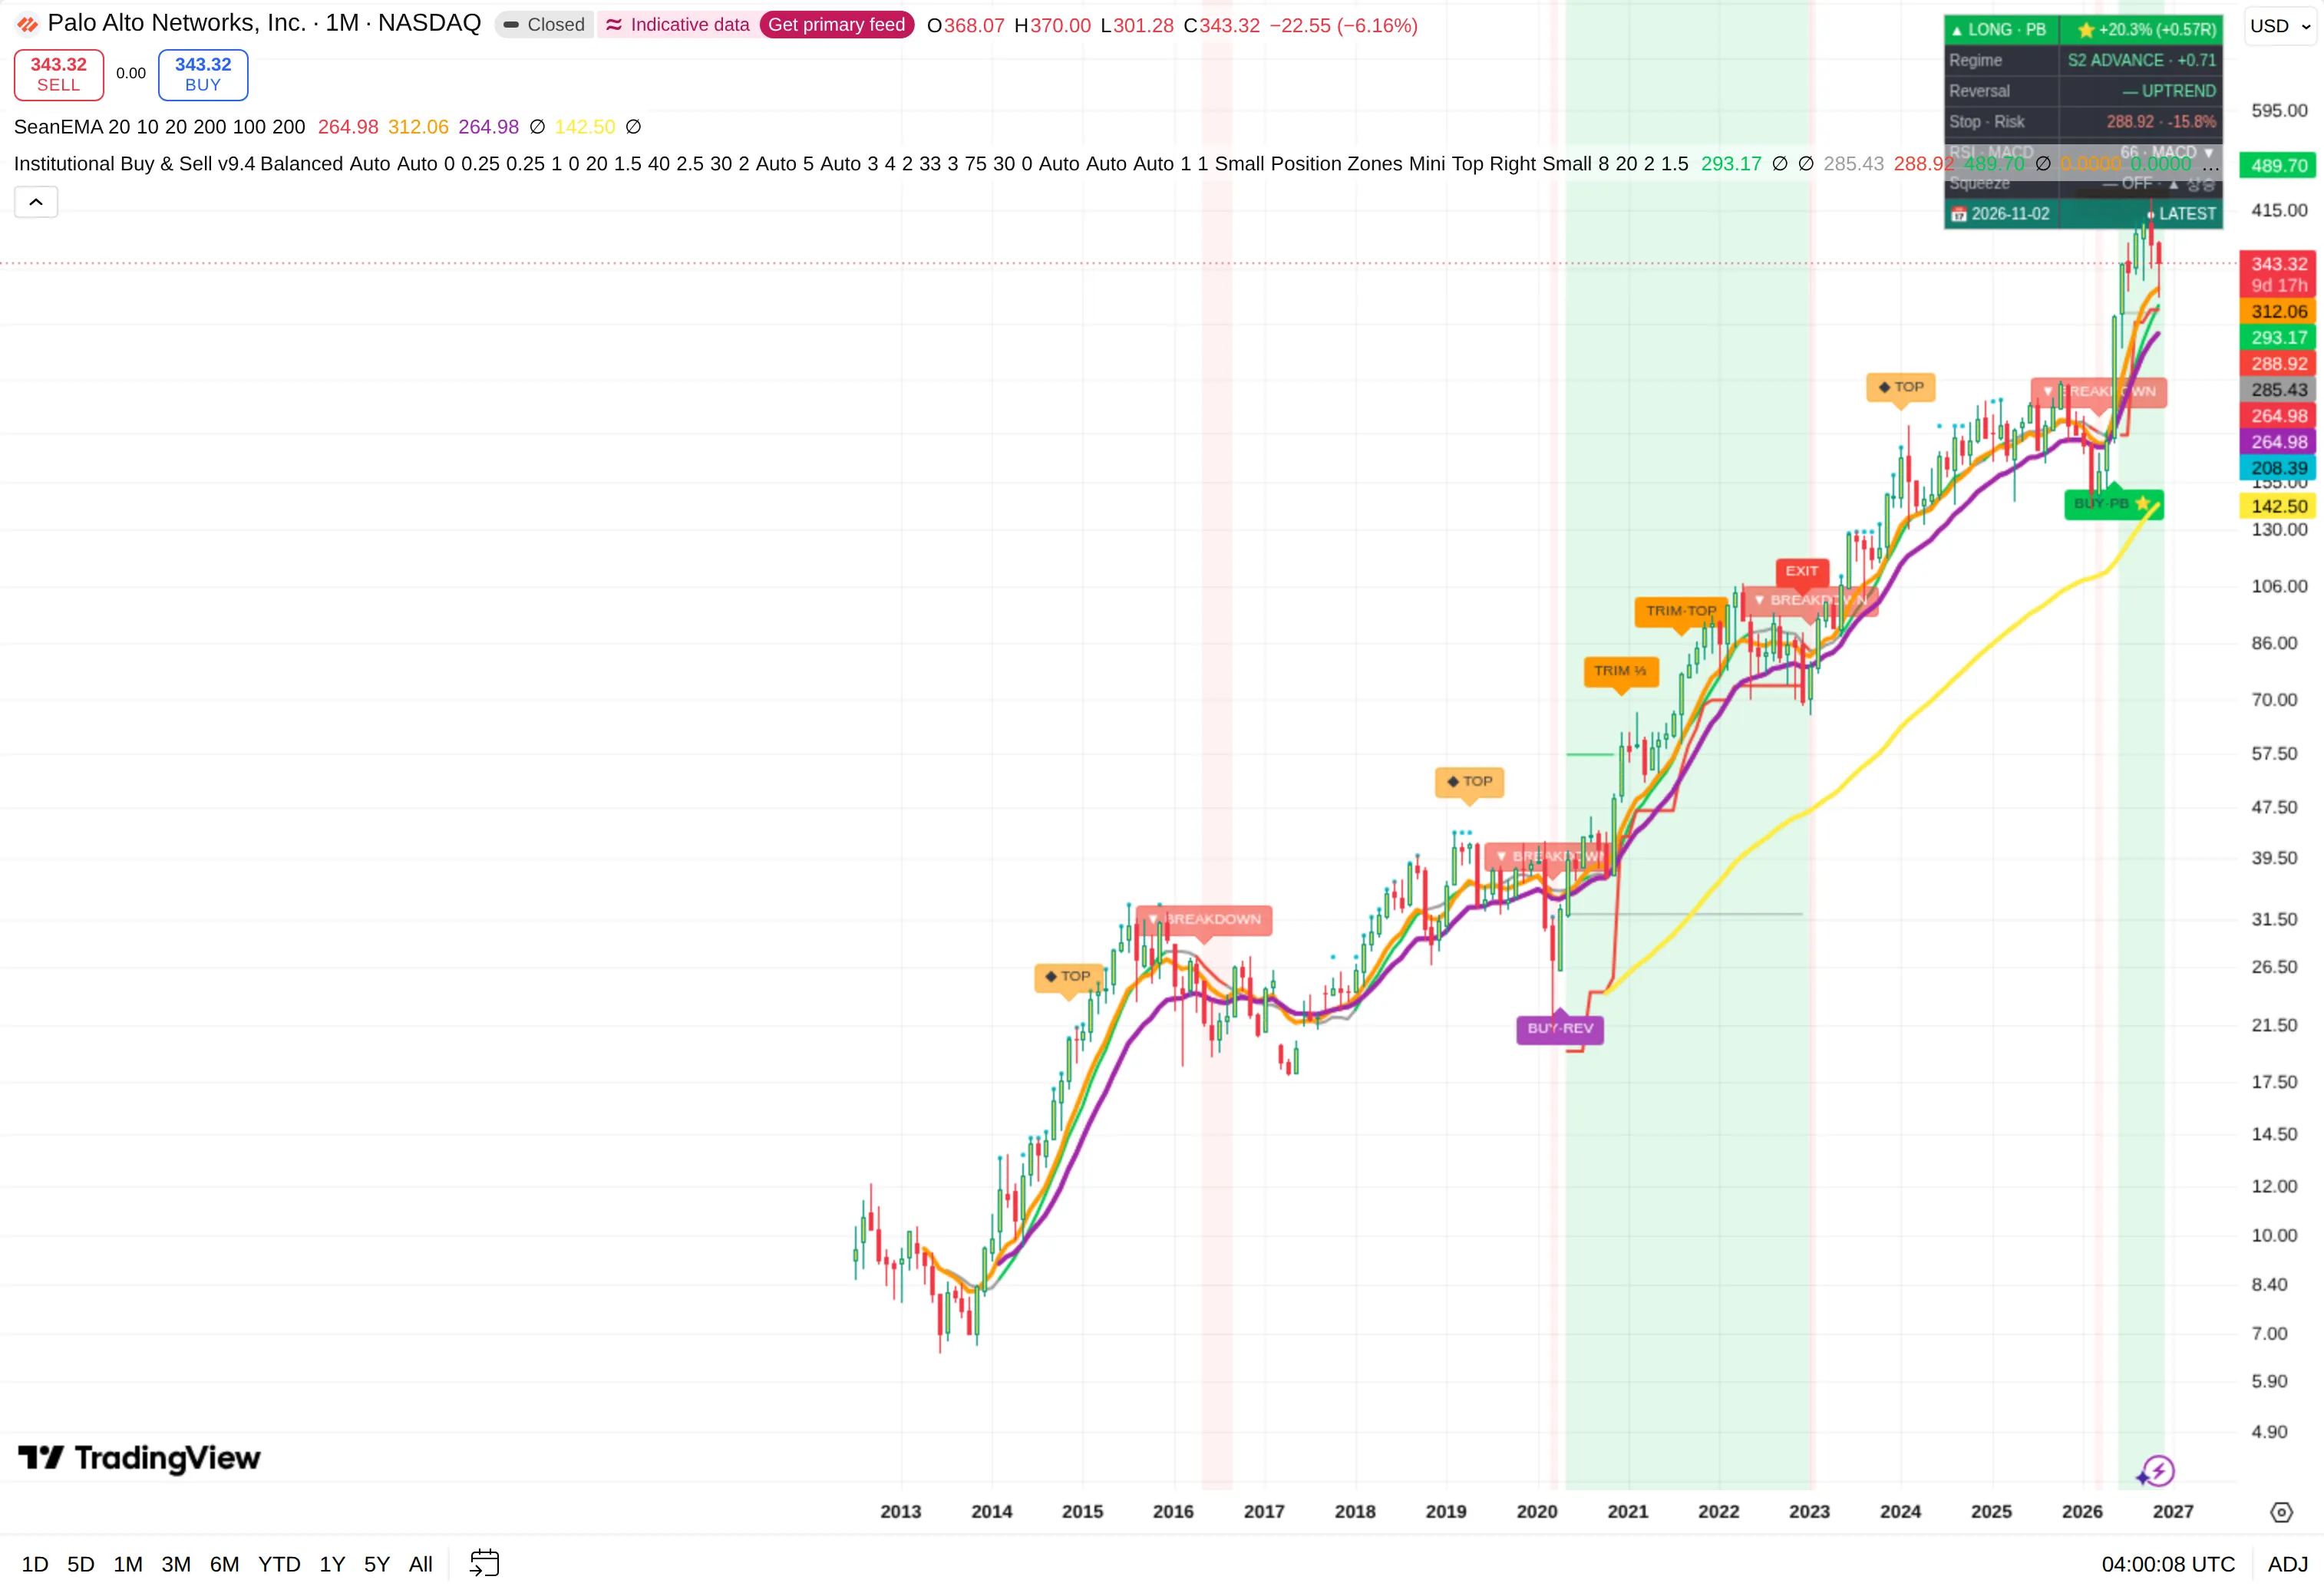 Palo Alto Networks, Inc. · 1M · NASDAQ Closed Indicative data Get primary feed O368.07 H370.00 L301.28 C343.32 −22.55 (−6.16%)
USD
343.32 SELL
0.00
343.32 BUY
SeanEMA 20 10 20 200 100 200 264.98 312.06 264.98 ∅ 142.50 ∅
Institutional Buy & Sell v9.4 Balanced Auto Auto 0 0.25 0.25 1 0 20 1.5 40 2.5 30 2 Auto 5 Auto 3 4 2 33 3 75 30 0 Auto Auto Auto 1 1 Small Position Zones Mini Top Right Small 8 20 2 1.5 293.17 ∅ ∅ 285.43 288.92 489.70 ∅ 0.0000 0.0000 ...
▲ LONG · PB ⭐ +20.3% (+0.57R)
Regime S2 ADVANCE · +0.71
Reversal — UPTREND
Stop · Risk 288.92 · -15.8%
RSI · MACD 66 · MACD ▼
Squeeze — OFF · ▲ 상승
📅 2026-11-02 ● LATEST
595.00
489.70
415.00
343.32
9d 17h
312.06
293.17
288.92
285.43
264.98
264.98
208.39
155.00
142.50
130.00
106.00
86.00
70.00
57.50
47.50
39.50
31.50
26.50
21.50
17.50
14.50
12.00
10.00
8.40
7.00
5.90
4.90
◆ TOP
▼ BREAKDOWN
BUY·PB ⭐
EXIT
▼ BREAKDOWN
TRIM·TOP
TRIM ⅓
◆ TOP
▼ BREAKDOWN
▼ BREAKDOWN
◆ TOP
BUY·REV
TradingView
2013 2014 2015 2016 2017 2018 2019 2020 2021 2022 2023 2024 2025 2026 2027
1D 5D 1M 3M 6M YTD 1Y 5Y All
04:00:08 UTC ADJ